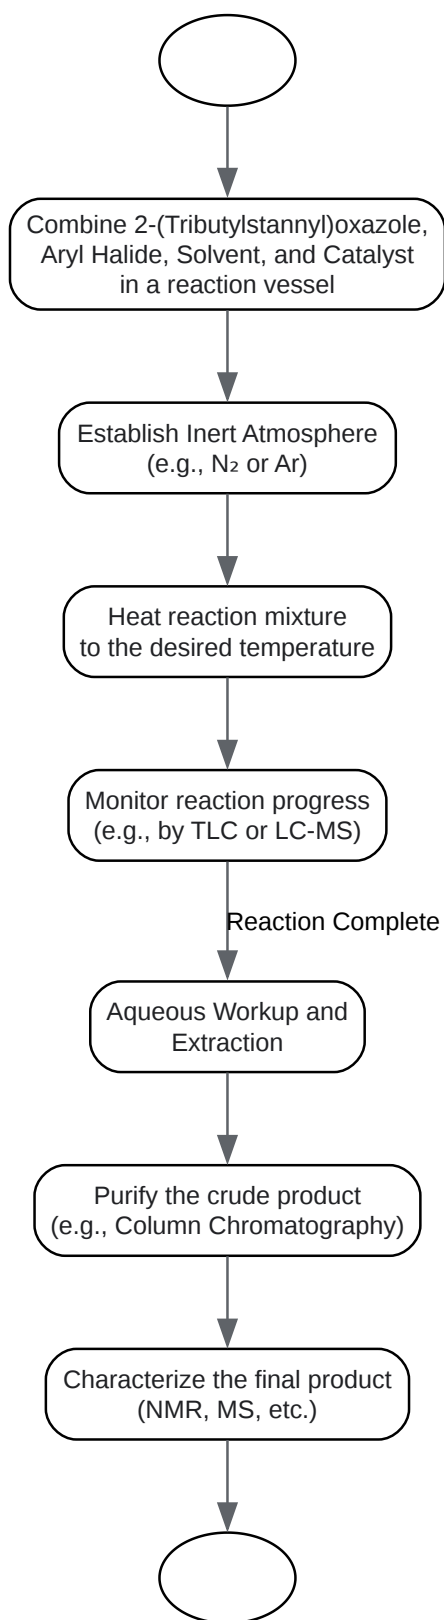 Combine 2-(Tributylstannyl)oxazole,
Aryl Halide, Solvent, and Catalyst
in a reaction vessel
Establish Inert Atmosphere
(e.g., N₂ or Ar)
Heat reaction mixture
to the desired temperature
Monitor reaction progress
(e.g., by TLC or LC-MS)
Reaction Complete
Aqueous Workup and
Extraction
Purify the crude product
(e.g., Column Chromatography)
Characterize the final product
(NMR, MS, etc.)